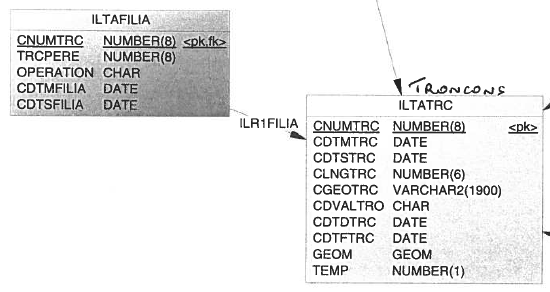 ILTAFILIA
CNUMTRC NUMBER(8) <pk,fk>
TRCPERE NUMBER(8)
OPERATION CHAR
CDTMFILIA DATE
CDTSFILIA DATE
ILR1FILIA
TRONCONS
ILTATRC
CNUMTRC NUMBER(8) <pk>
CDTMTRC DATE
CDTSTRC DATE
CLNGTRC NUMBER(6)
CGEOTRC VARCHAR2(1900)
CDVALTRO CHAR
CDTDTRC DATE
CDTFTRC DATE
GEOM GEOM
TEMP NUMBER(1)